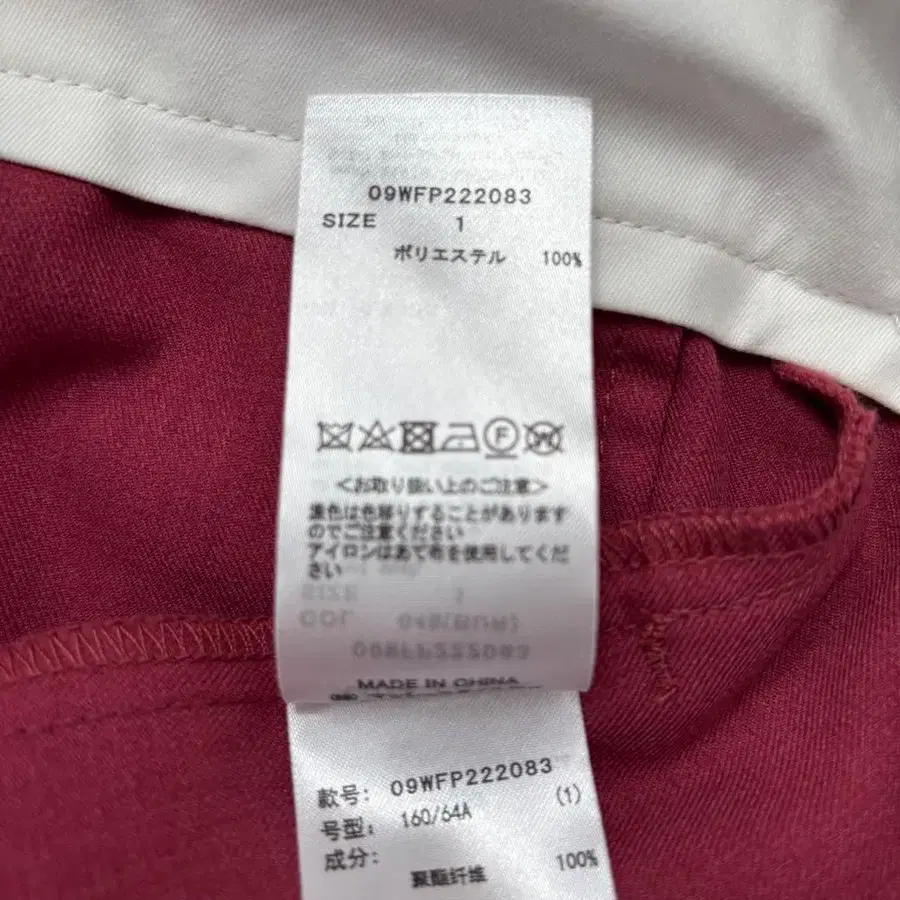 09WFP222083
SIZE 1
ポリエステル 100%
<お取り扱い上のご注意>
濃色は色移りすることがあります
のでご注意ください
アイロンはあて布を使用してくだ
さい
MADE IN CHINA
款号: 09WFP222083
号型: 160/64A (1)
成分:
聚酯纤维 100%